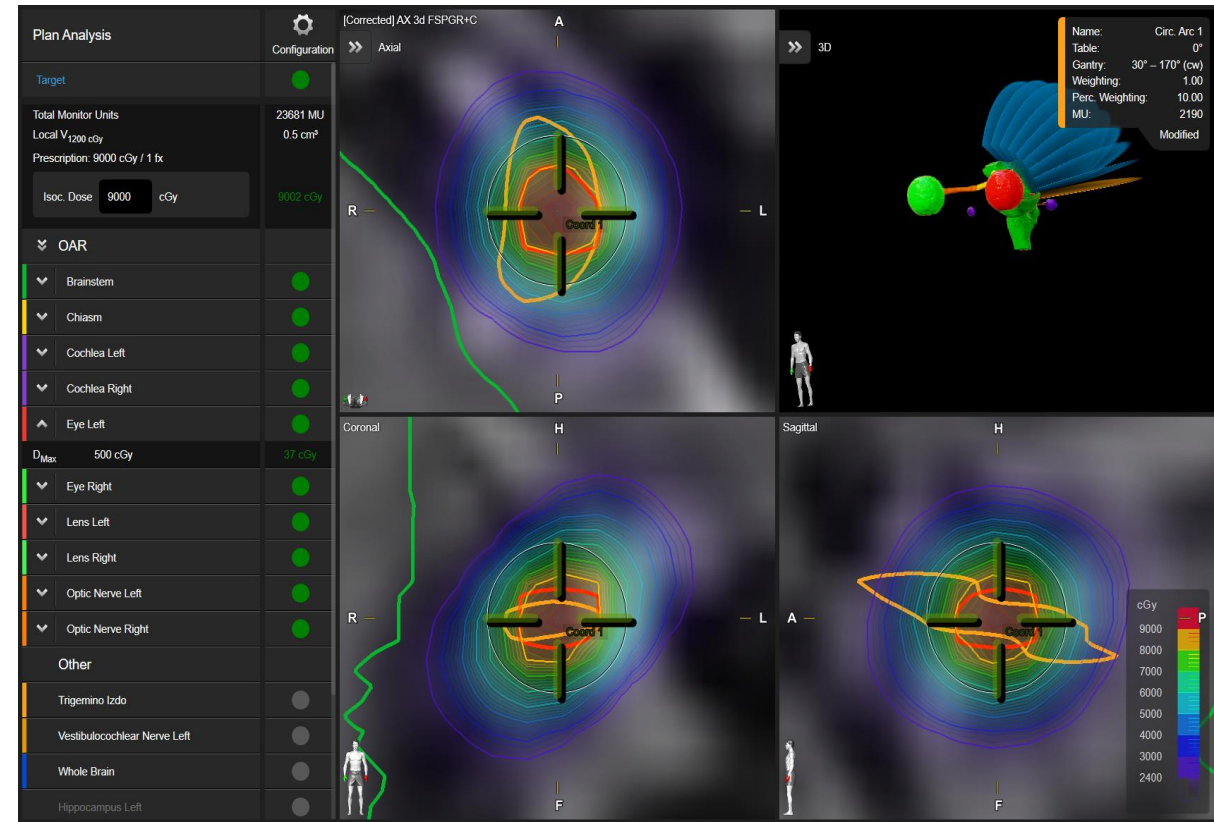 Plan Analysis
Configuration
Target
Total Monitor Units 23681 MU
Local V1200 cGy 0.5 cm³
Prescription: 9000 cGy / 1 fx
Isoc. Dose 9000 cGy 9002 cGy
OAR
Brainstem
Chiasm
Cochlea Left
Cochlea Right
Eye Left
DMax 500 cGy 37 cGy
Eye Right
Lens Left
Lens Right
Optic Nerve Left
Optic Nerve Right
Other
Trigemino Izdo
Vestibulocochlear Nerve Left
Whole Brain
Hippocampus Left
[Corrected] AX 3d FSPGR+C
Axial
A
R
L
P
Coord 1
3D
Name: Circ. Arc 1
Table: 0°
Gantry: 30° – 170° (cw)
Weighting: 1.00
Perc. Weighting: 10.00
MU: 2190
Modified
Coronal
H
R
L
F
Coord 1
Sagittal
H
A
P
F
Coord 1
cGy
9000
8000
7000
6000
5000
4000
3000
2400